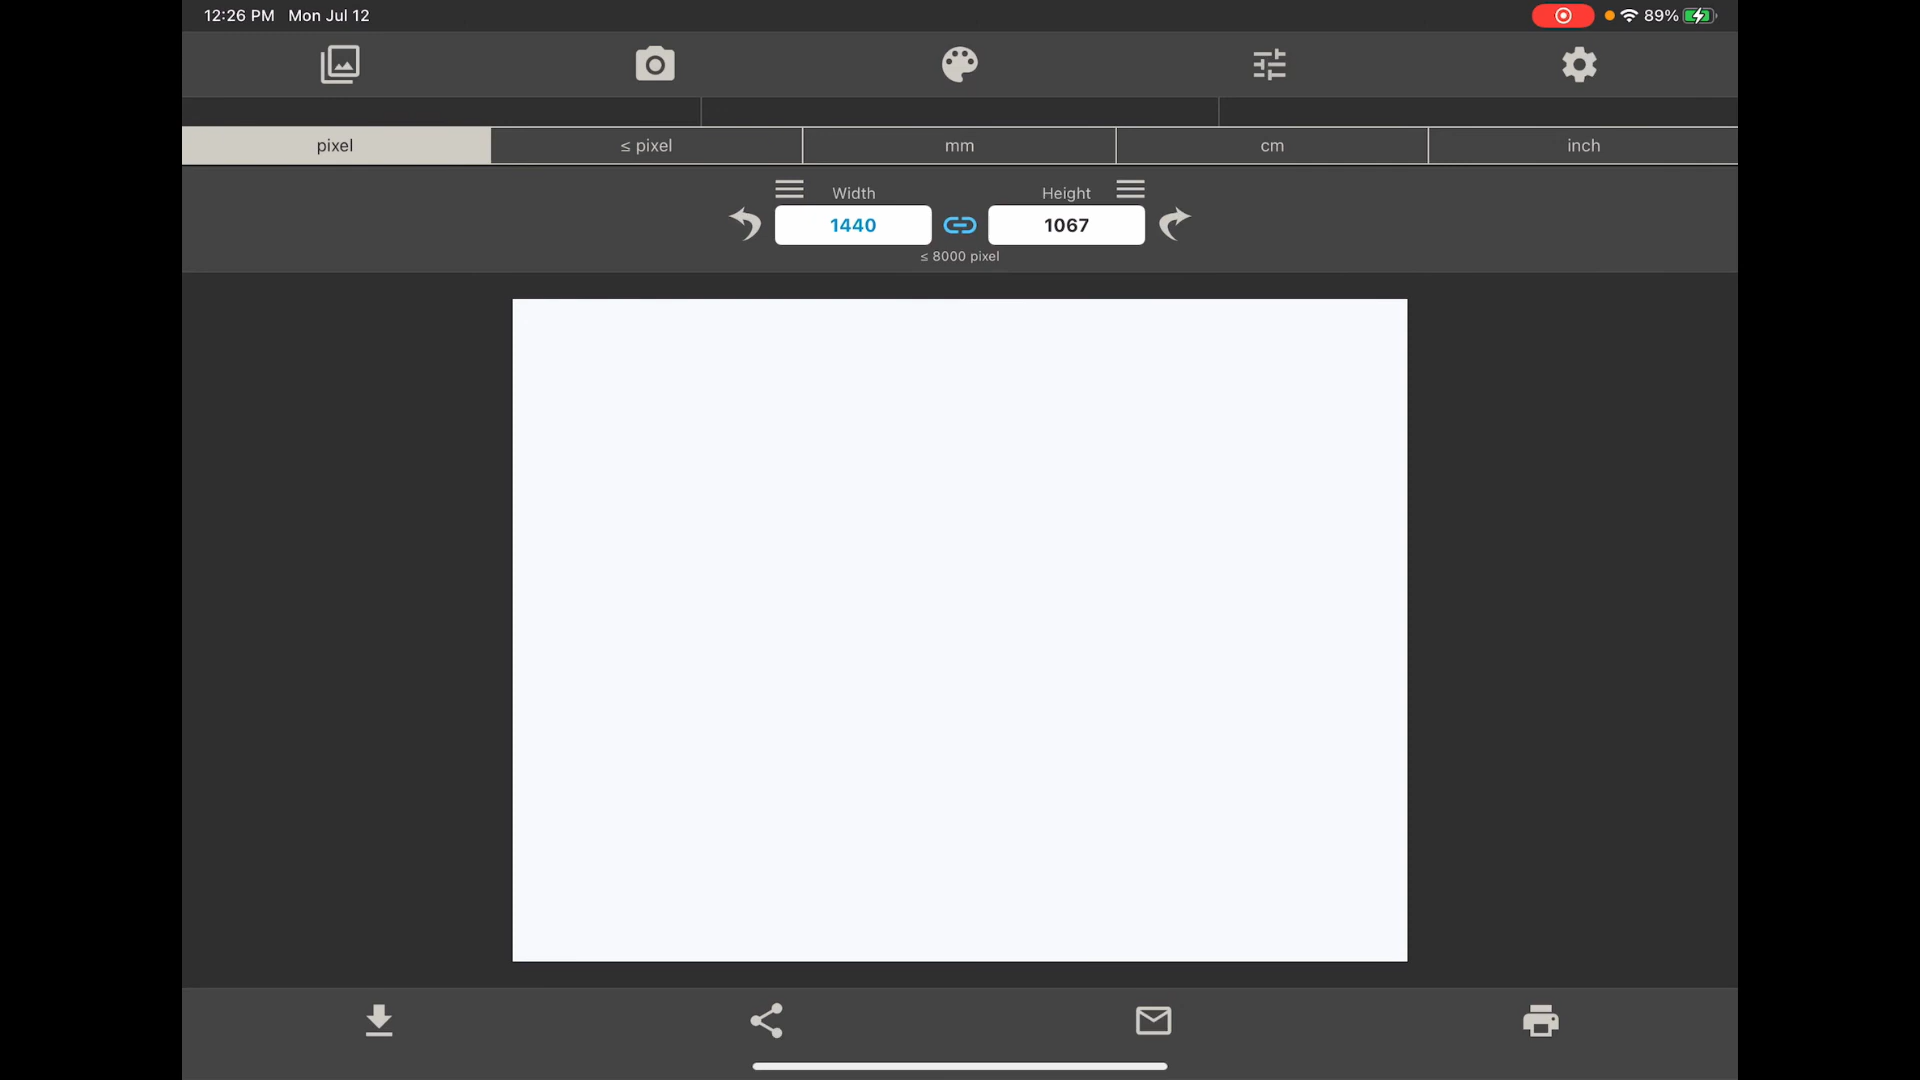 12:26 PM Mon Jul 12 89%
pixel ≤ pixel mm cm inch
Width Height
1440 1067
≤ 8000 pixel